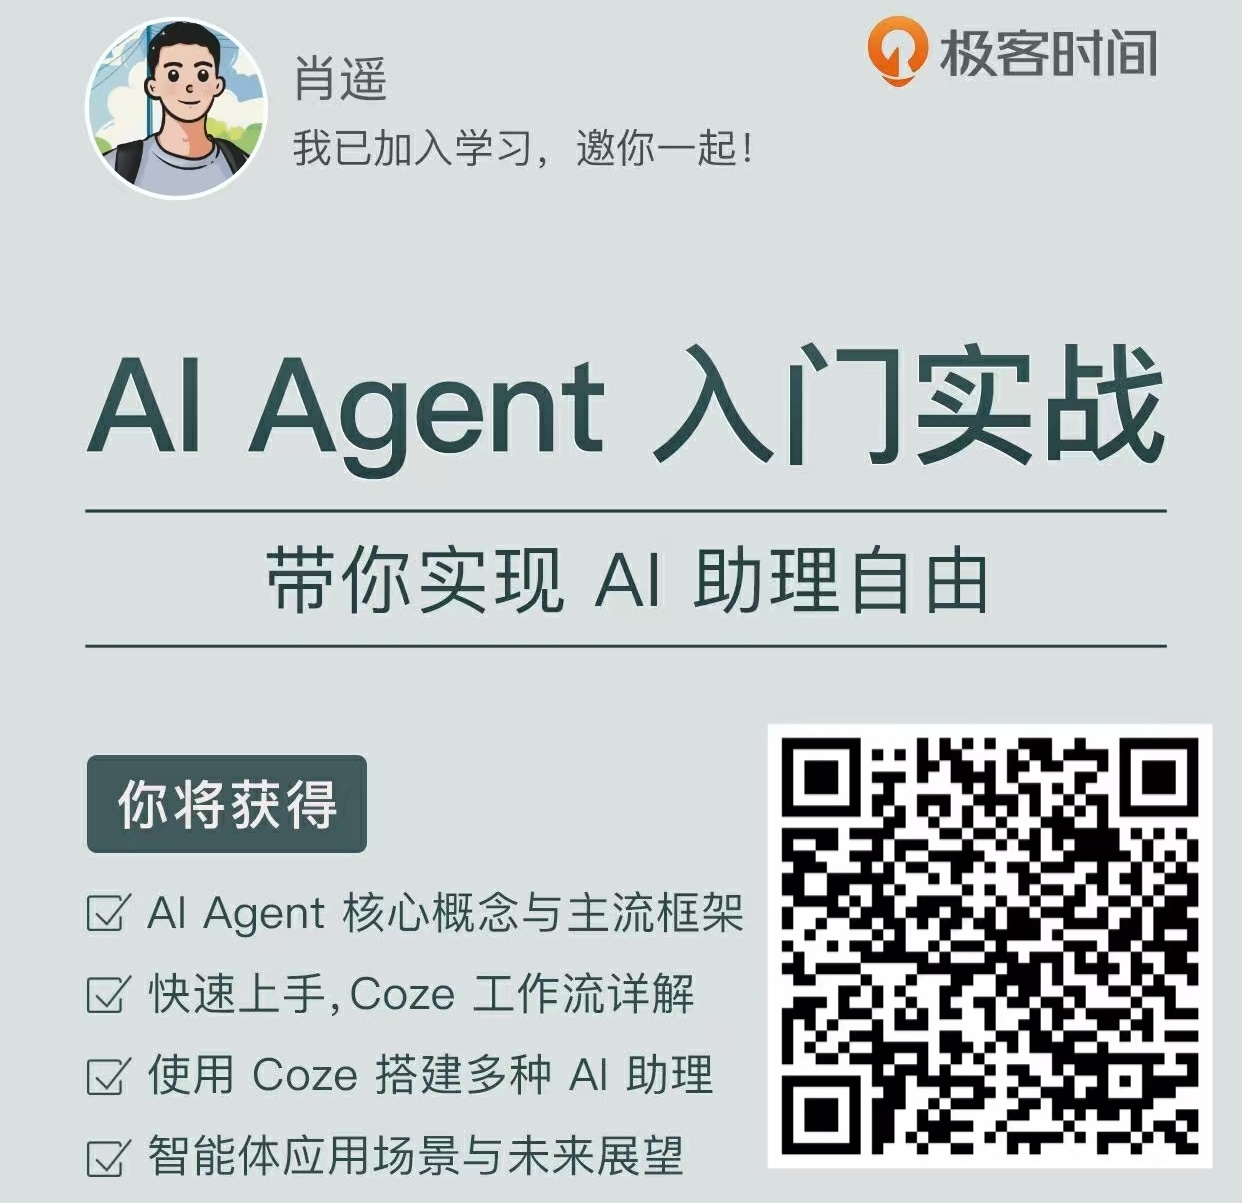 肖遥
极客时间
我已加入学习，邀你一起！
AI Agent 入门实战
带你实现 AI 助理自由
你将获得
AI Agent 核心概念与主流框架
快速上手,Coze 工作流详解
使用 Coze 搭建多种 AI 助理
智能体应用场景与未来展望